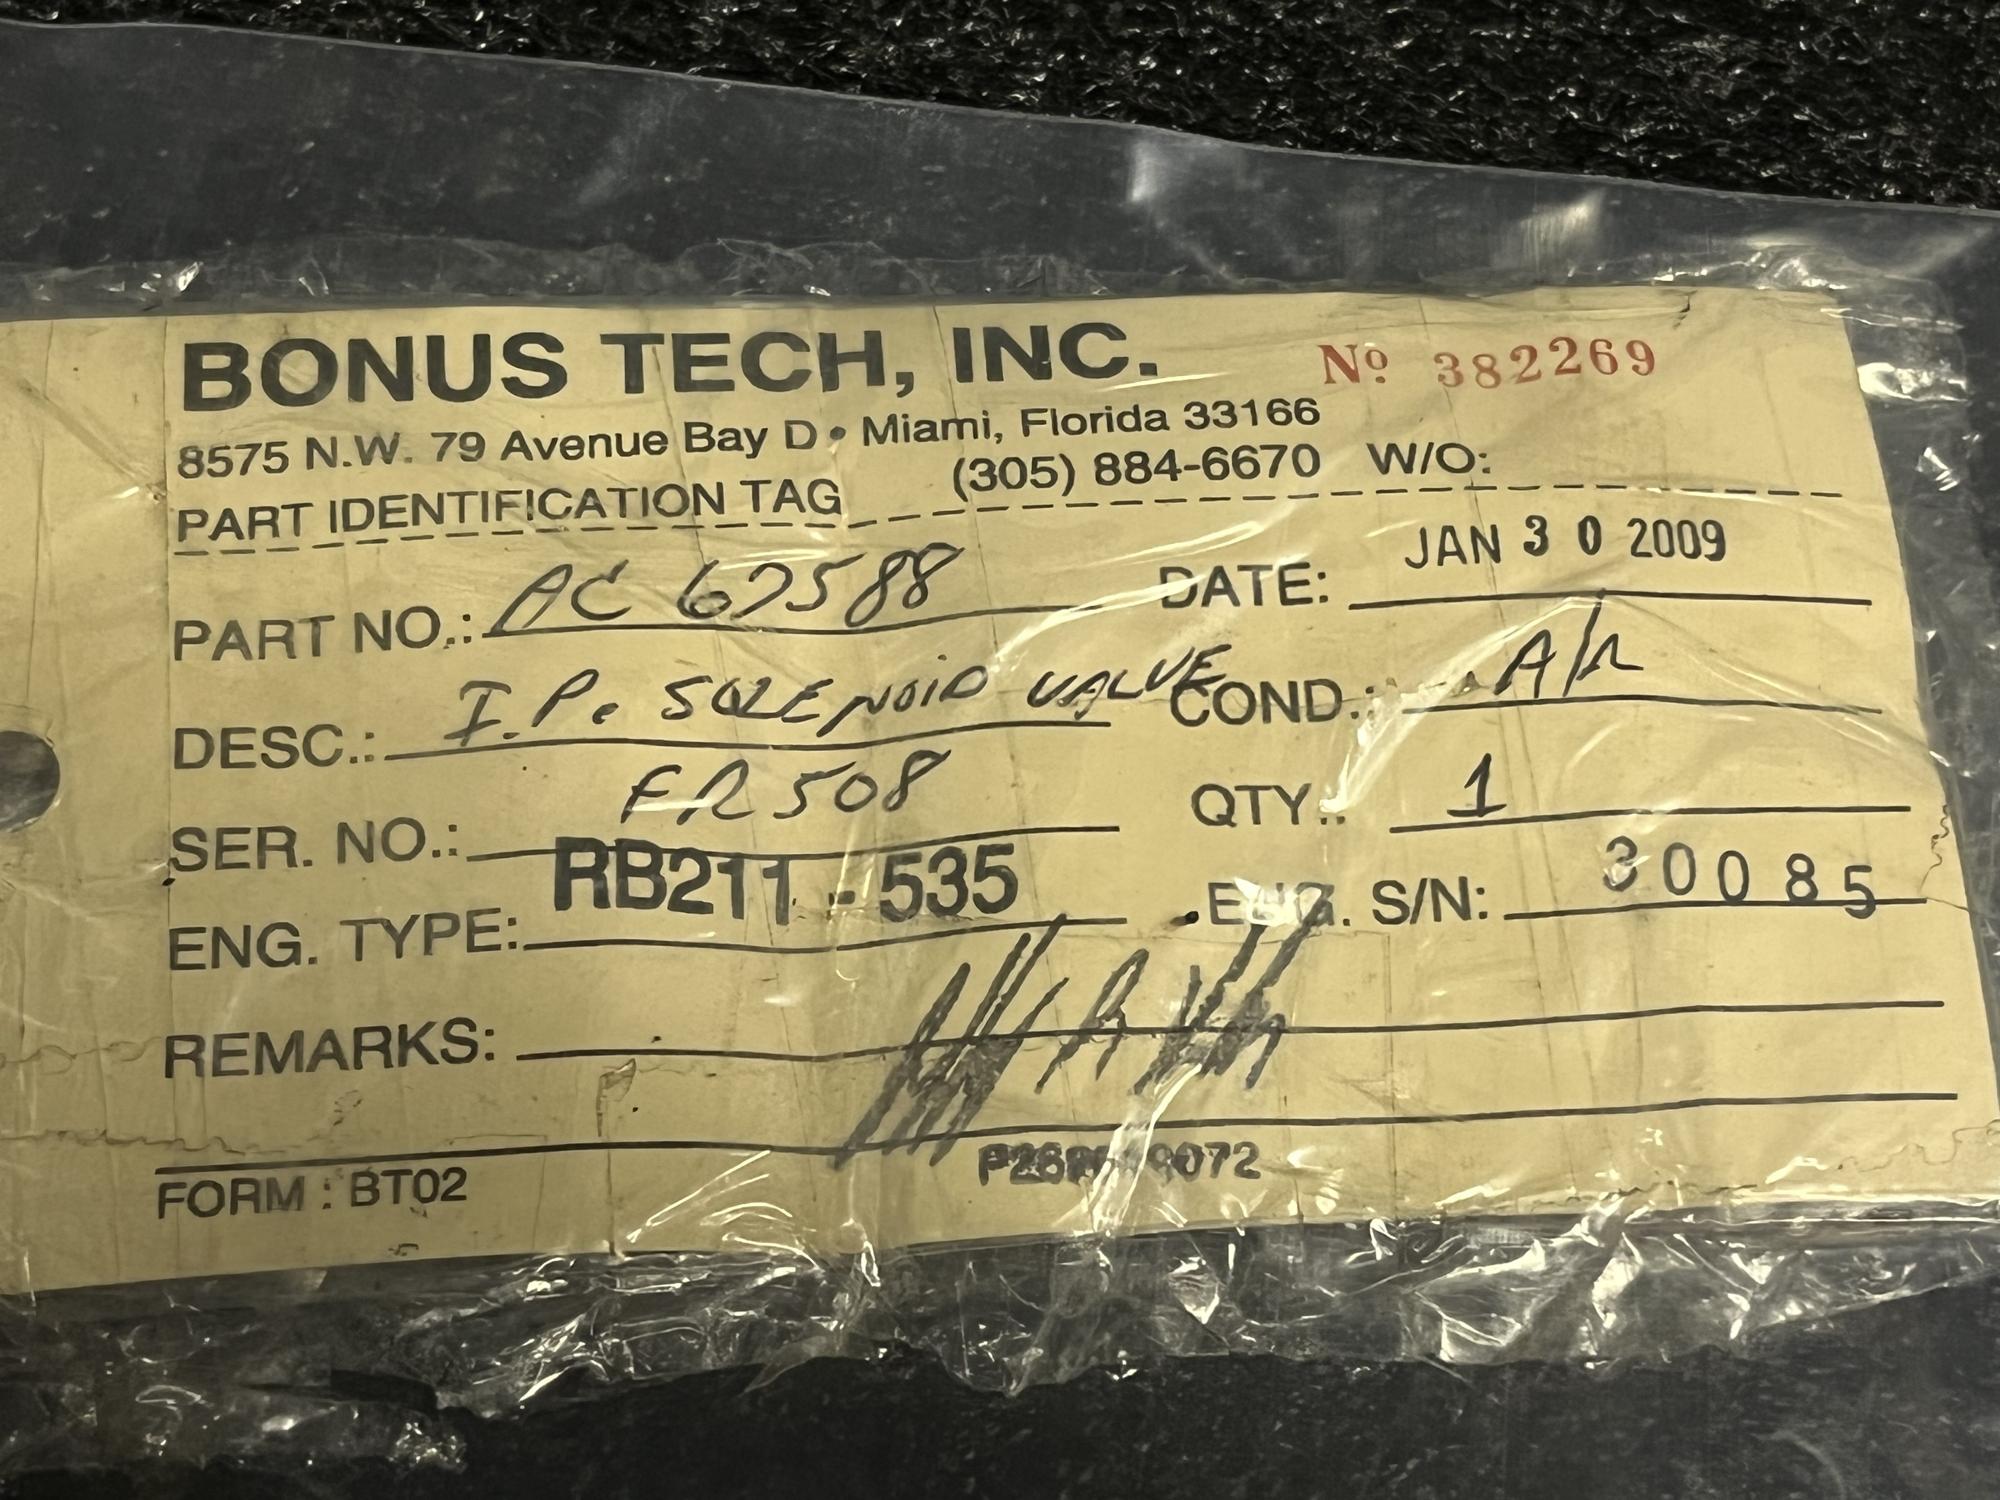 BONUS TECH, INC. Nº 382269
8575 N.W. 79 Avenue Bay D • Miami, Florida 33166
PART IDENTIFICATION TAG (305) 884-6670 W/O:
PART NO.: AC 67588 DATE: JAN 30 2009
DESC.: I.P. SOLENOID VALVE COND.: A/R
SER. NO.: FR508 QTY.: 1
ENG. TYPE: RB211-535 ENG. S/N: 30085
REMARKS:
FORM : BT02